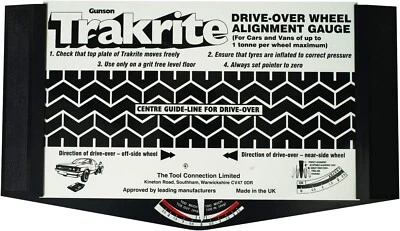 Gunson
Trakrite
DRIVE-OVER WHEEL
ALIGNMENT GAUGE
(For Cars and Vans of up to
1 tonne per wheel maximum)
1. Check that top plate of Trakrite moves freely
2. Ensure that tyres are inflated to correct pressure
3. Use only on a grit free level floor
4. Always set pointer to zero
CENTRE GUIDE-LINE FOR DRIVE-OVER
Direction of drive-over - off-side wheel
Direction of drive-over - near-side wheel
The Tool Connection Limited
Kineton Road, Southham, Warwickshire CV47 0DR
Approved by leading manufacturers
Made in the UK